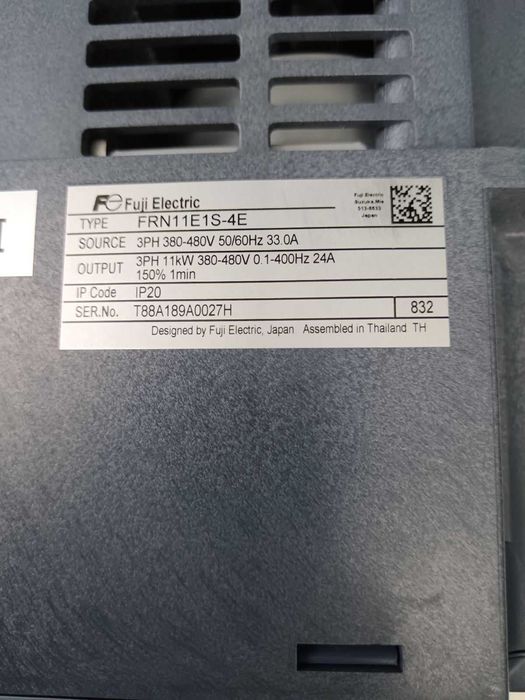 Fuji Electric
Fuji Electric
Suzuka,Mie
513-8633
Japan
TYPE FRN11E1S-4E
SOURCE 3PH 380-480V 50/60Hz 33.0A
OUTPUT 3PH 11kW 380-480V 0.1-400Hz 24A
150% 1min
IP Code IP20
SER.No. T88A189A0027H 832
Designed by Fuji Electric, Japan Assembled in Thailand TH